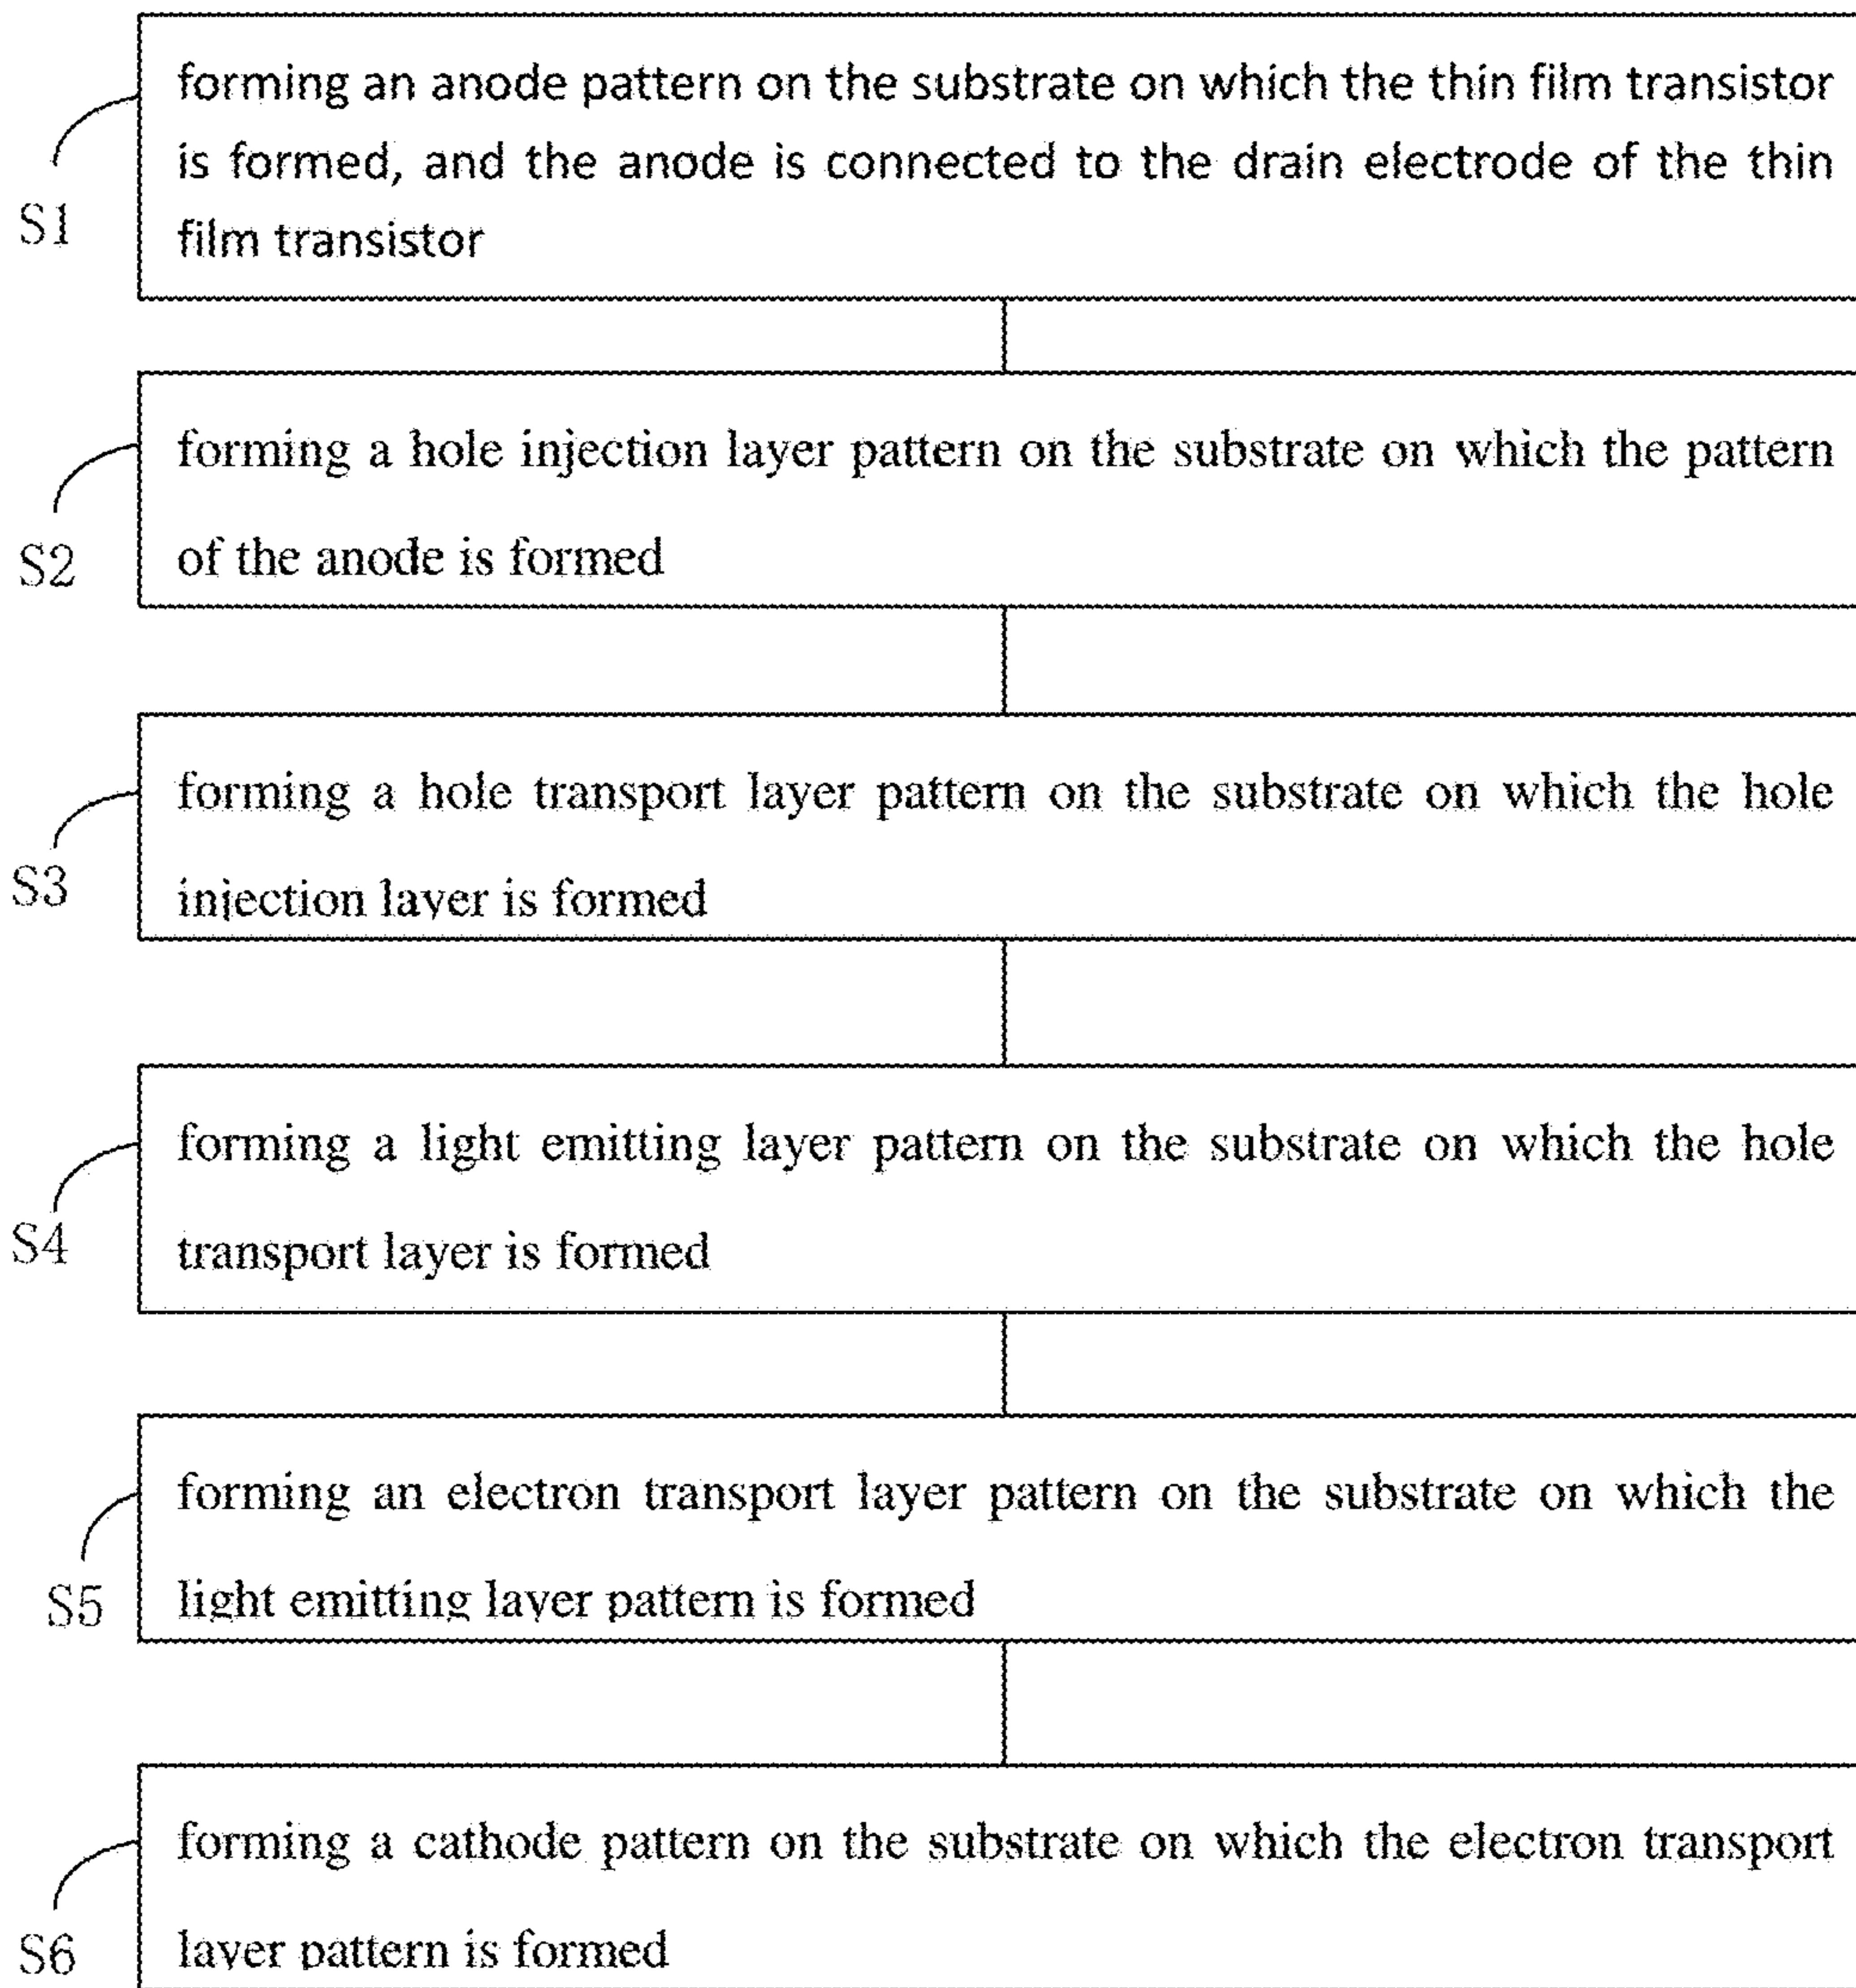 forming an anode pattern on the substrate on which the thin film transistor
is formed, and the anode is connected to the drain electrode of the thin
film transistor
S1
forming a hole injection layer pattern on the substrate on which the pattern
of the anode is formed
S2
forming a hole transport layer pattern on the substrate on which the hole
injection layer is formed
S3
forming a light emitting layer pattern on the substrate on which the hole
transport layer is formed
S4
forming an electron transport layer pattern on the substrate on which the
light emitting layer pattern is formed
S5
forming a cathode pattern on the substrate on which the electron transport
layer pattern is formed
S6